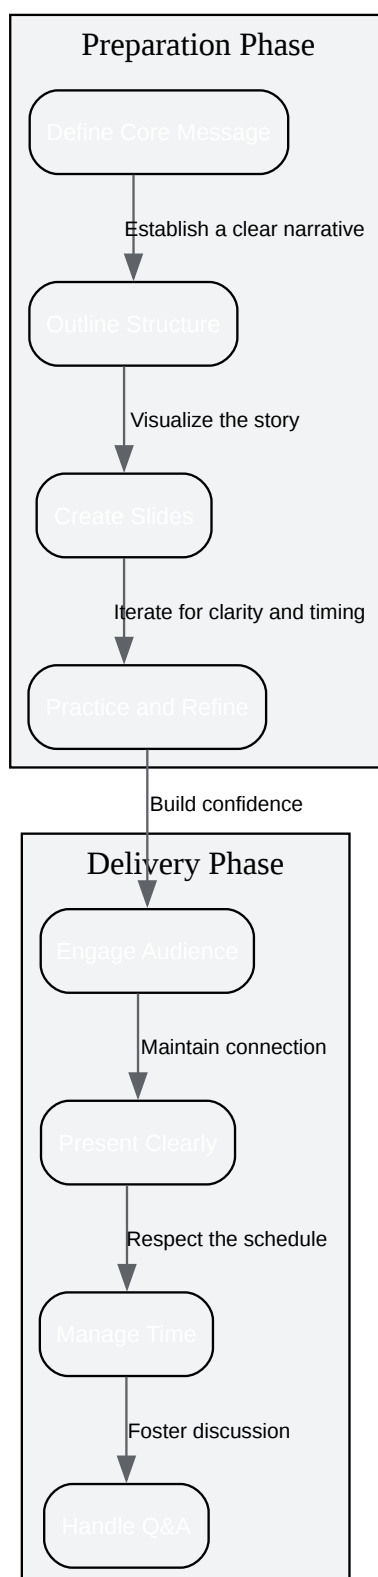 Preparation Phase
Define Core Message
Establish a clear narrative
Outline Structure
Visualize the story
Create Slides
Iterate for clarity and timing
Practice and Refine
Build confidence
Delivery Phase
Engage Audience
Maintain connection
Present Clearly
Respect the schedule
Manage Time
Foster discussion
Handle Q&A